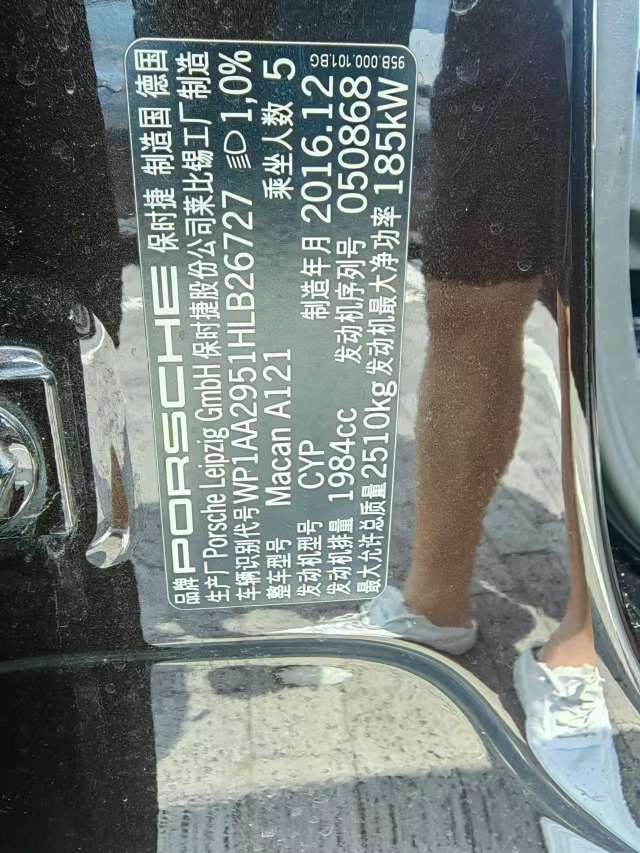 品牌 PORSCHE 保时捷 制造国 德国
生产厂 Porsche Leipzig GmbH 保时捷股份公司莱比锡工厂 制造
车辆识别代号 WP1AA2951HLB26727 1,0%
整车型号 Macan A121 乘坐人数 5
发动机型号 CYP 制造年月 2016.12
发动机排量 1984cc 发动机序列号 050868
最大允许总质量 2510kg 发动机最大净功率 185kW
95B.000.101.BG